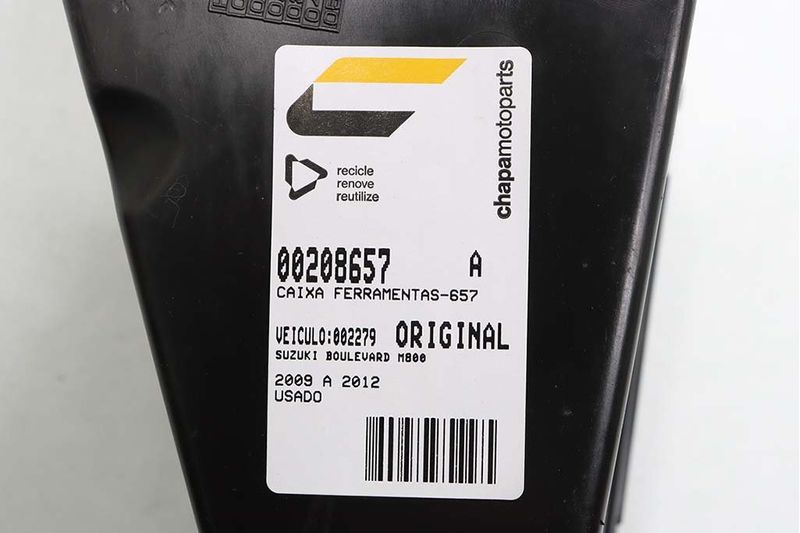 chapamotoparts
recicle
renove
reutilize
00208657 A
CAIXA FERRAMENTAS-657
VEICULO:002279 ORIGINAL
SUZUKI BOULEVARD M800
2009 A 2012
USADO